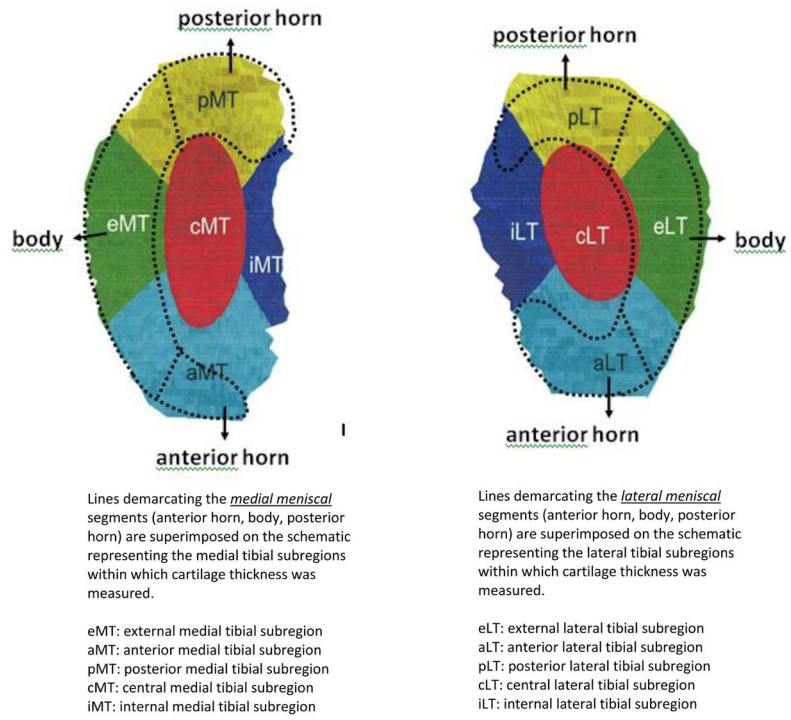 posterior horn
pMT
eMT
cMT
iMT
body
aMT
anterior horn
I
Lines demarcating the medial meniscal
segments (anterior horn, body, posterior
horn) are superimposed on the schematic
representing the medial tibial subregions
within which cartilage thickness was
measured.
eMT: external medial tibial subregion
aMT: anterior medial tibial subregion
pMT: posterior medial tibial subregion
cMT: central medial tibial subregion
iMT: internal medial tibial subregion
posterior horn
pLT
iLT
cLT
eLT
body
aLT
anterior horn
Lines demarcating the lateral meniscal
segments (anterior horn, body, posterior
horn) are superimposed on the schematic
representing the lateral tibial subregions
within which cartilage thickness was
measured.
eLT: external lateral tibial subregion
aLT: anterior lateral tibial subregion
pLT: posterior lateral tibial subregion
cLT: central lateral tibial subregion
iLT: internal lateral tibial subregion